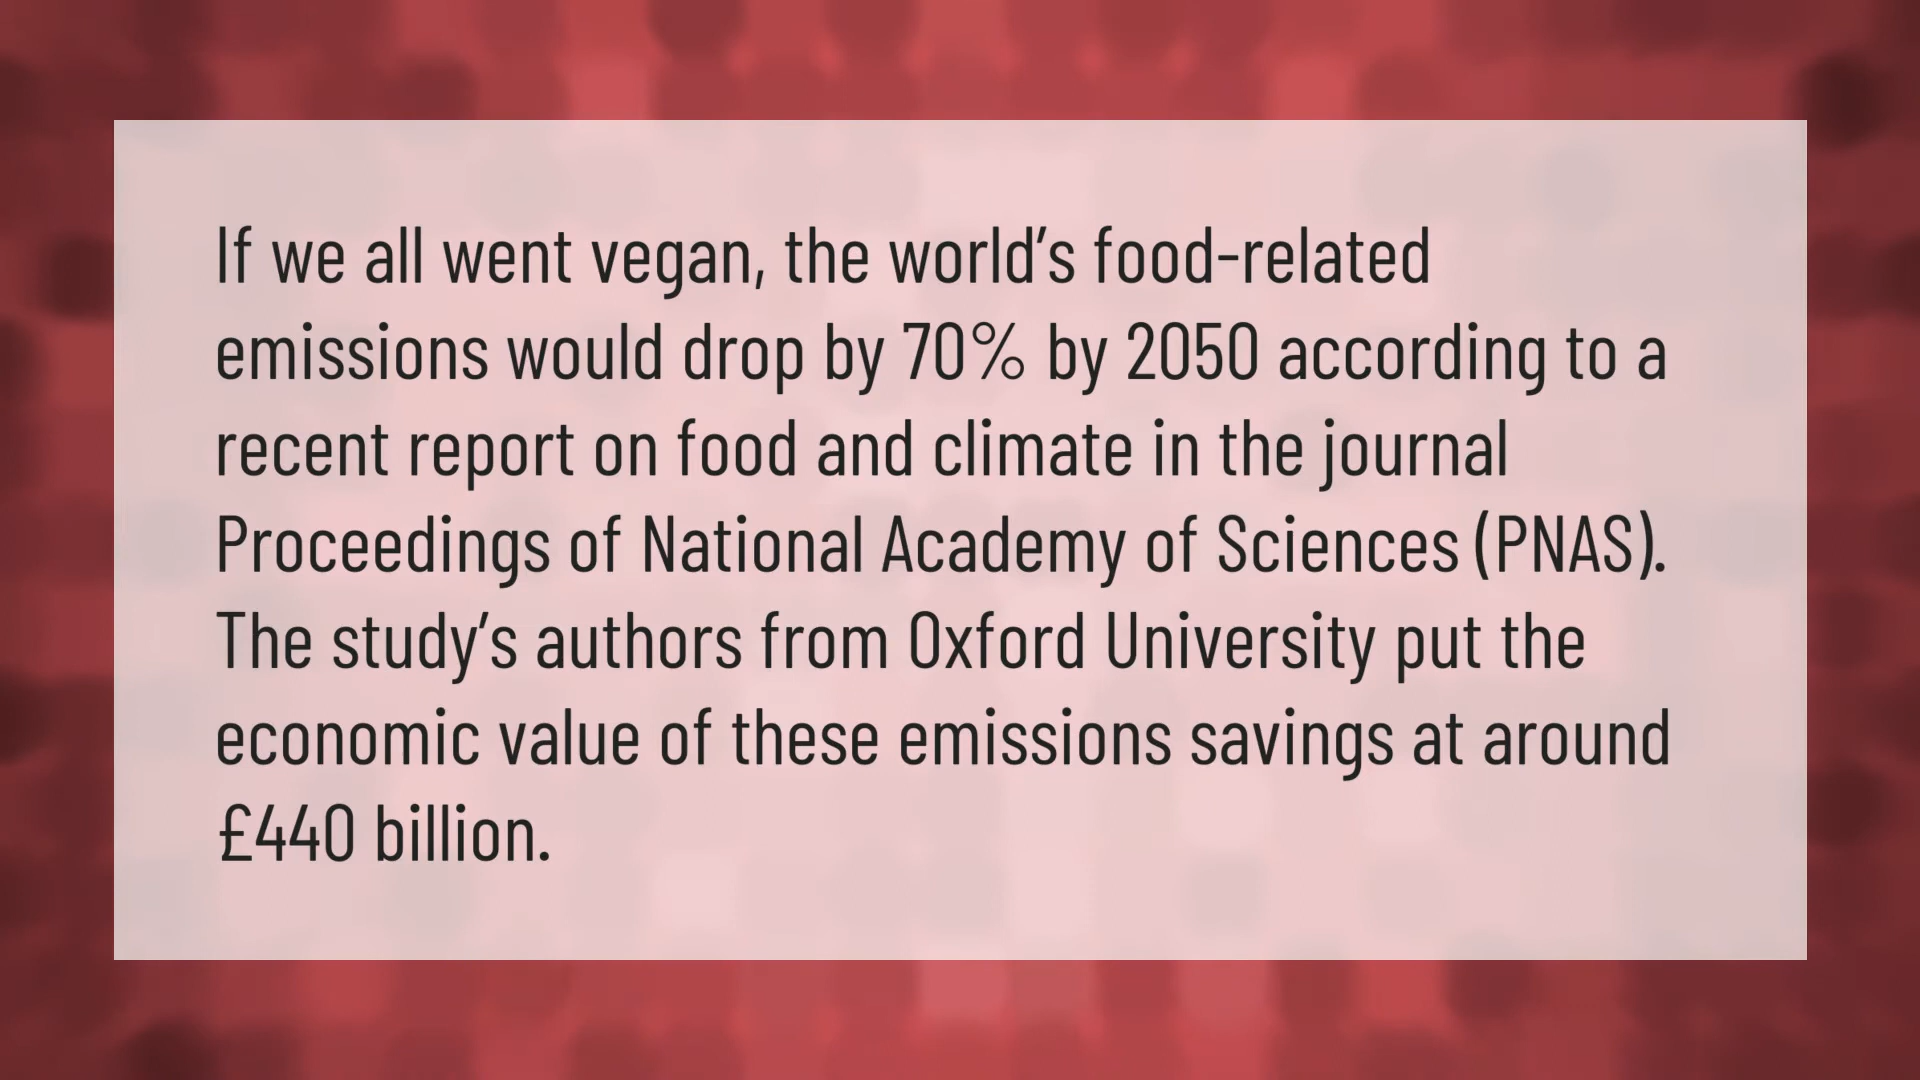 If we all went vegan, the world’s food-related
emissions would drop by 70% by 2050 according to a
recent report on food and climate in the journal
Proceedings of National Academy of Sciences (PNAS).
The study’s authors from Oxford University put the
economic value of these emissions savings at around
£440 billion.